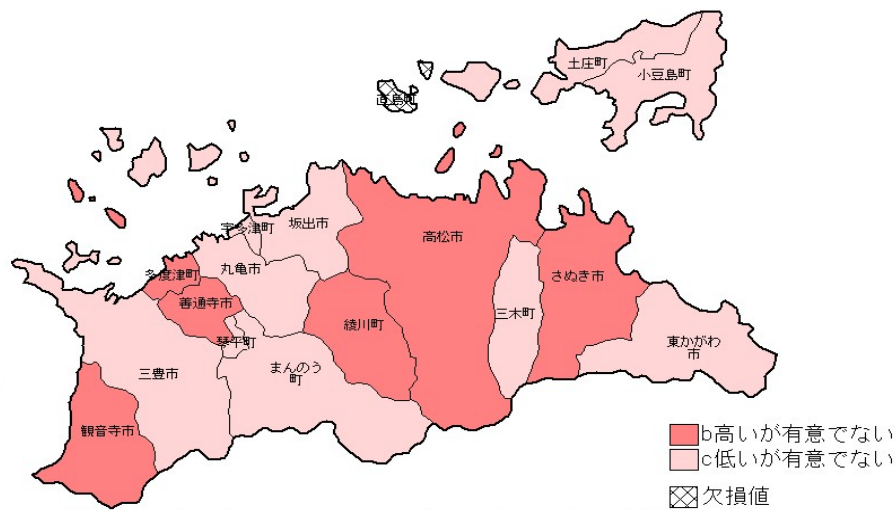 土庄町
小豆島町
直島町
宇多津町
坂出市
高松市
丸亀市
多度津町
さぬき市
善通寺市
綾川町
三木町
琴平町
東かがわ
市
三豊市
まんのう
町
観音寺市
b高いが有意でない
c低いが有意でない
欠損値